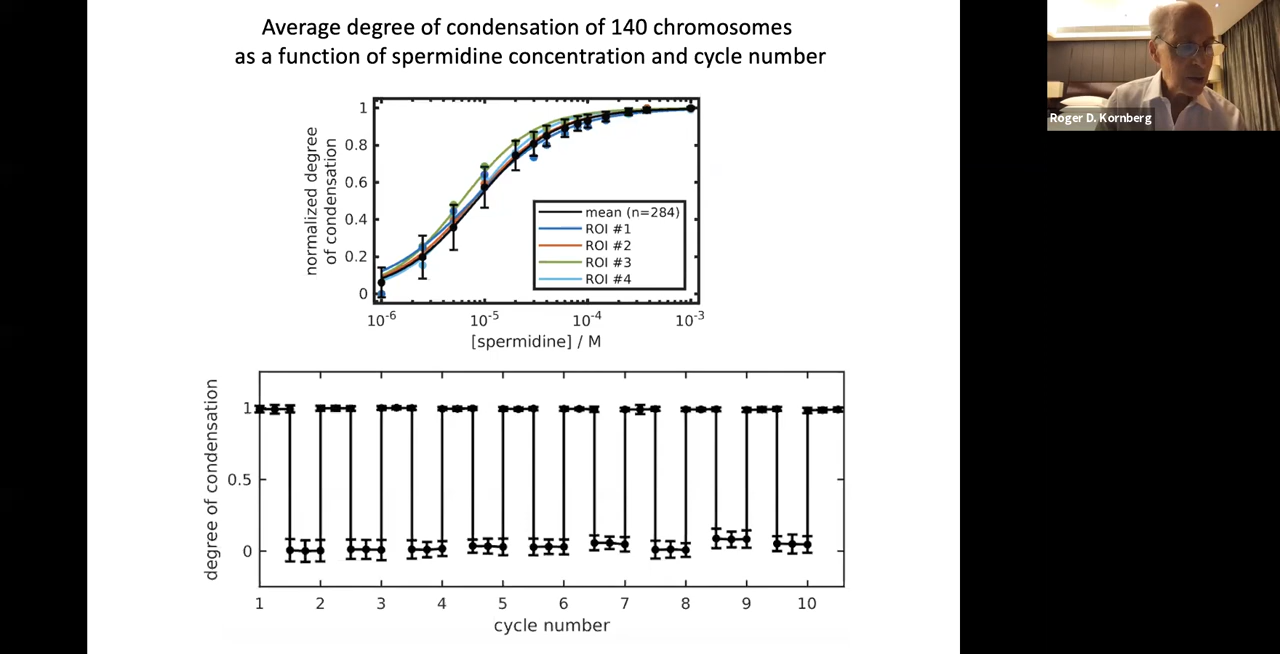 Average degree of condensation of 140 chromosomes
as a function of spermidine concentration and cycle number
Roger D. Kornberg
normalized degree
of condensation
1
0.8
0.6
0.4
0.2
0
mean (n=284)
ROI #1
ROI #2
ROI #3
ROI #4
10⁻⁶ 10⁻⁵ 10⁻⁴ 10⁻³
[spermidine] / M
degree of condensation
1
0.5
0
1 2 3 4 5 6 7 8 9 10
cycle number